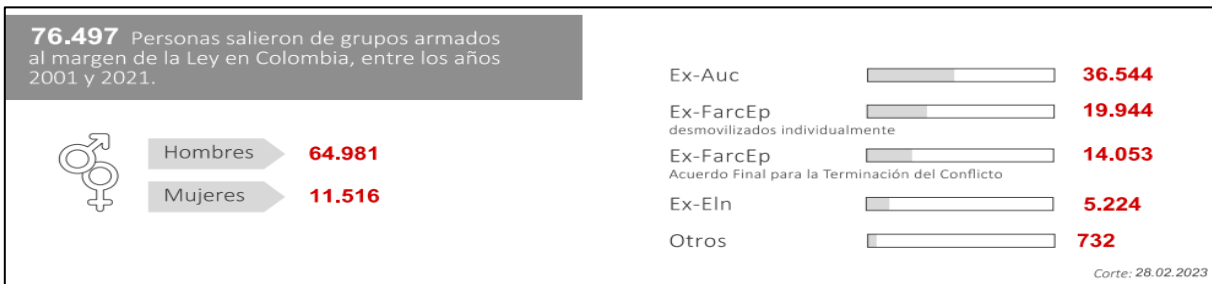 76.497 Personas salieron de grupos armados
al margen de la Ley en Colombia, entre los años
2001 y 2021.
Hombres 64.981
Mujeres 11.516
Ex-Auc 36.544
Ex-FarcEp 19.944
desmovilizados individualmente
Ex-FarcEp 14.053
Acuerdo Final para la Terminación del Conflicto
Ex-Eln 5.224
Otros 732
Corte: 28.02.2023